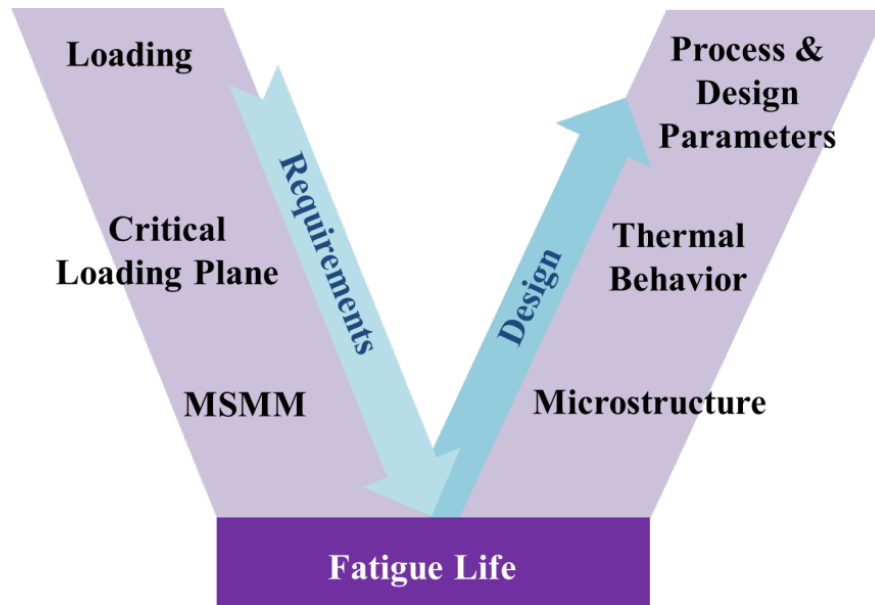 Loading
Critical
Loading Plane
MSMM
Requirements
Design
Process &
Design
Parameters
Thermal
Behavior
Microstructure
Fatigue Life